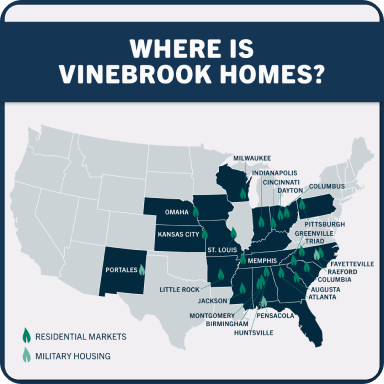 WHERE IS
VINEBROOK HOMES?
MILWAUKEE
INDIANAPOLIS
CINCINNATI
DAYTON
COLUMBUS
OMAHA
PITTSBURGH
KANSAS CITY
GREENVILLE
TRIAD
ST. LOUIS
MEMPHIS
FAYETTEVILLE
PORTALES
RAEFORD
COLUMBIA
LITTLE ROCK
AUGUSTA
ATLANTA
JACKSON
MONTGOMERY
PENSACOLA
BIRMINGHAM
HUNTSVILLE
RESIDENTIAL MARKETS
MILITARY HOUSING